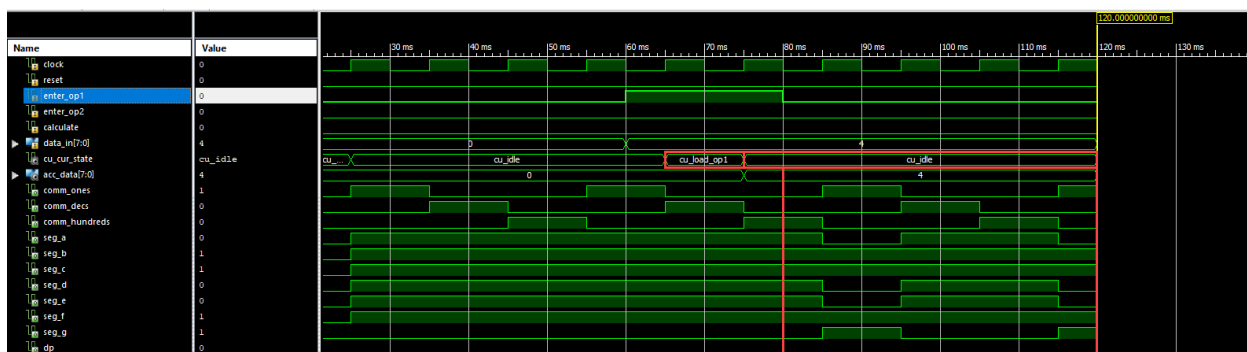 120.000000000 ms
Name Value 30 ms 40 ms 50 ms 60 ms 70 ms 80 ms 90 ms 100 ms 110 ms 120 ms 130 ms
clock 0
reset 0
enter_op1 0
enter_op2 0
calculate 0
data_in[7:0] 4 0 4
cu_cur_state cu_idle cu_... cu_idle cu_load_op1 cu_idle
acc_data[7:0] 4 0 4
comm_ones 1
comm_decs 0
comm_hundreds 0
seg_a 0
seg_b 1
seg_c 1
seg_d 0
seg_e 0
seg_f 1
seg_g 1
dp 0